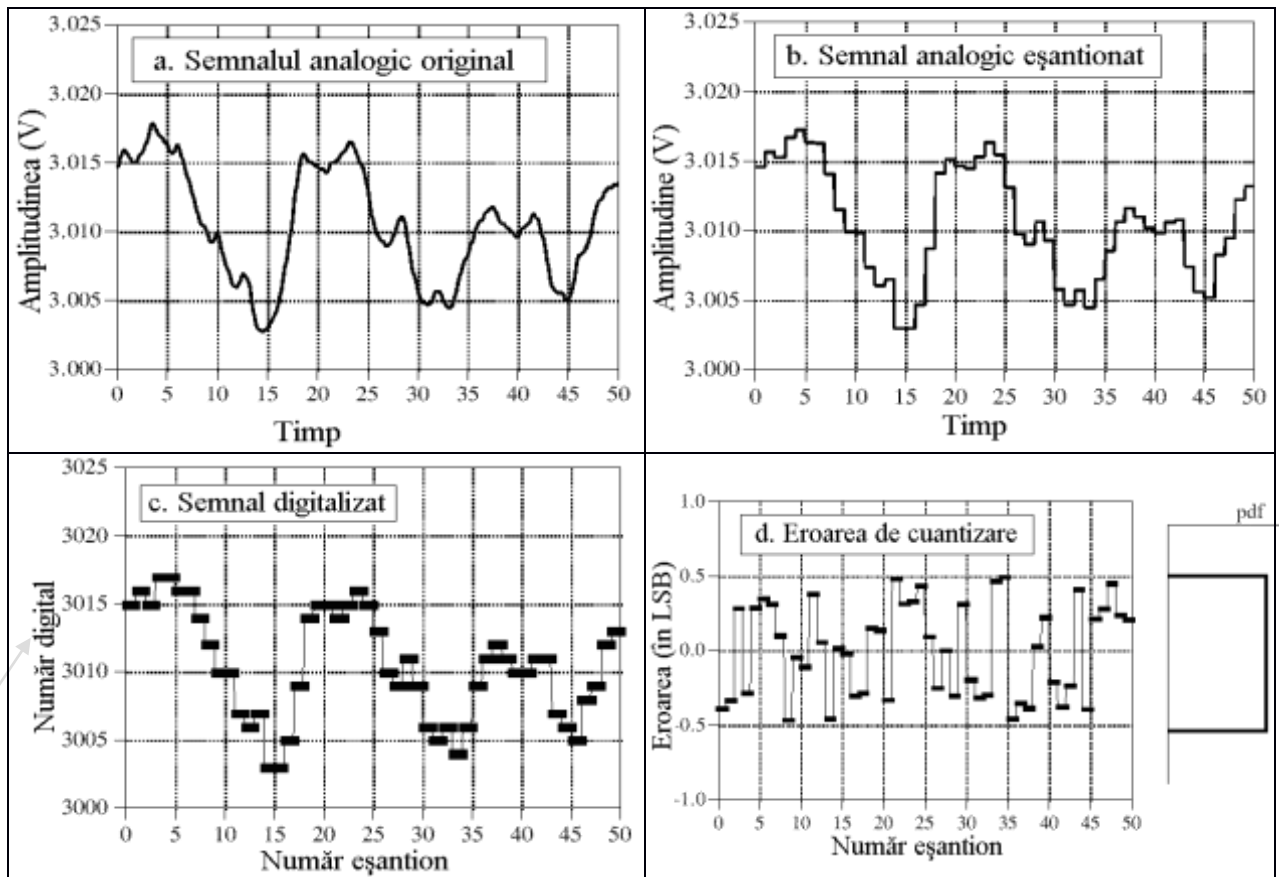 a. Semnalul analogic original
Amplitudinea (V)
3.025
3.020
3.015
3.010
3.005
3.000
0 5 10 15 20 25 30 35 40 45 50
Timp
b. Semnal analogic eşantionat
Amplitudine (V)
3.025
3.020
3.015
3.010
3.005
3.000
0 5 10 15 20 25 30 35 40 45 50
Timp
c. Semnal digitalizat
Număr digital
3025
3020
3015
3010
3005
3000
0 5 10 15 20 25 30 35 40 45 50
Număr eşantion
d. Eroarea de cuantizare
Eroarea (în LSB)
1.0
0.5
0.0
-0.5
-1.0
0 5 10 15 20 25 30 35 40 45 50
Număr eşantion
pdf